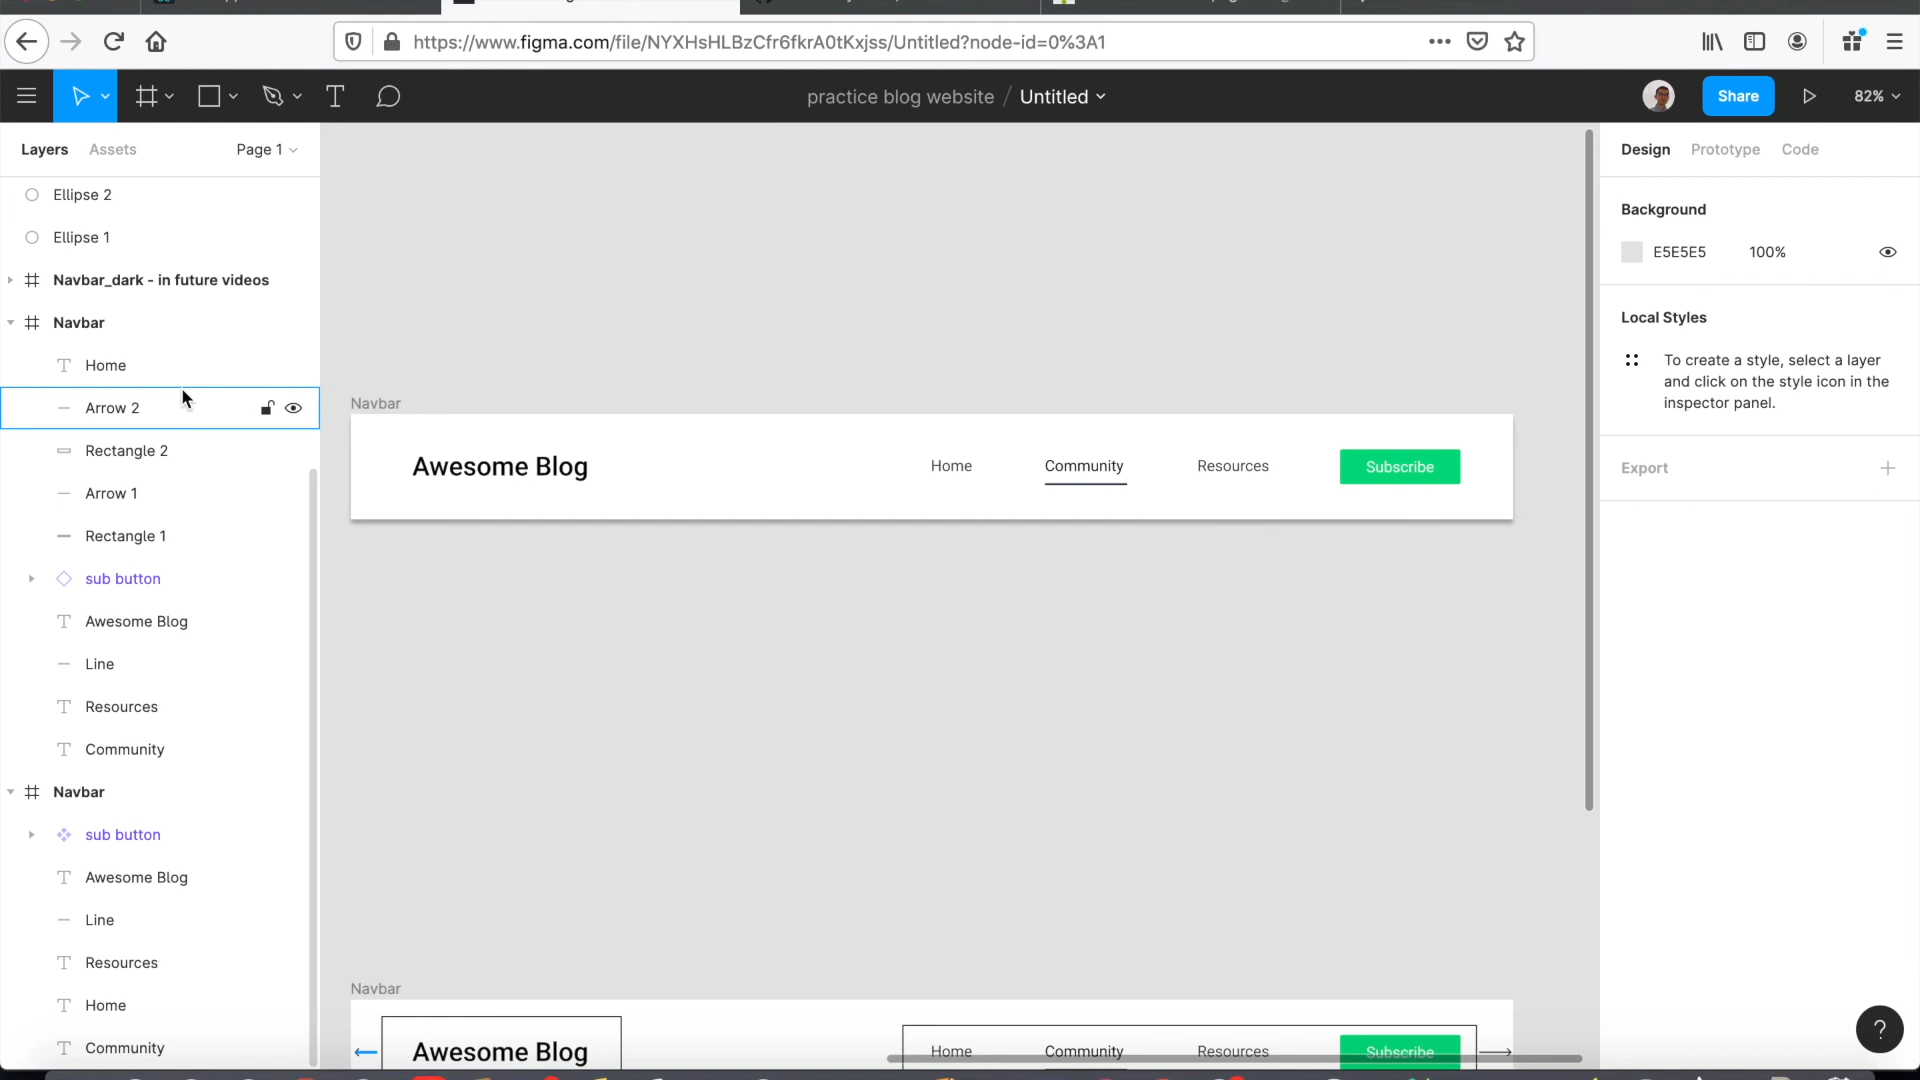 https://www.figma.com/file/NYXHsHLBzCfr6fkrA0tKxjss/Untitled?node-id=0%3A1
practice blog website / Untitled
Share
82%
Layers
Assets
Page 1
Ellipse 2
Ellipse 1
Navbar_dark - in future videos
Navbar
Home
Arrow 2
Rectangle 2
Arrow 1
Rectangle 1
sub button
Awesome Blog
Line
Resources
Community
Navbar
sub button
Awesome Blog
Line
Resources
Home
Community
Navbar
Awesome Blog
Home
Community
Resources
Subscribe
Navbar
Awesome Blog
Home
Community
Resources
Subscribe
Design
Prototype
Code
Background
E5E5E5
100%
Local Styles
To create a style, select a layer
and click on the style icon in the
inspector panel.
Export
?